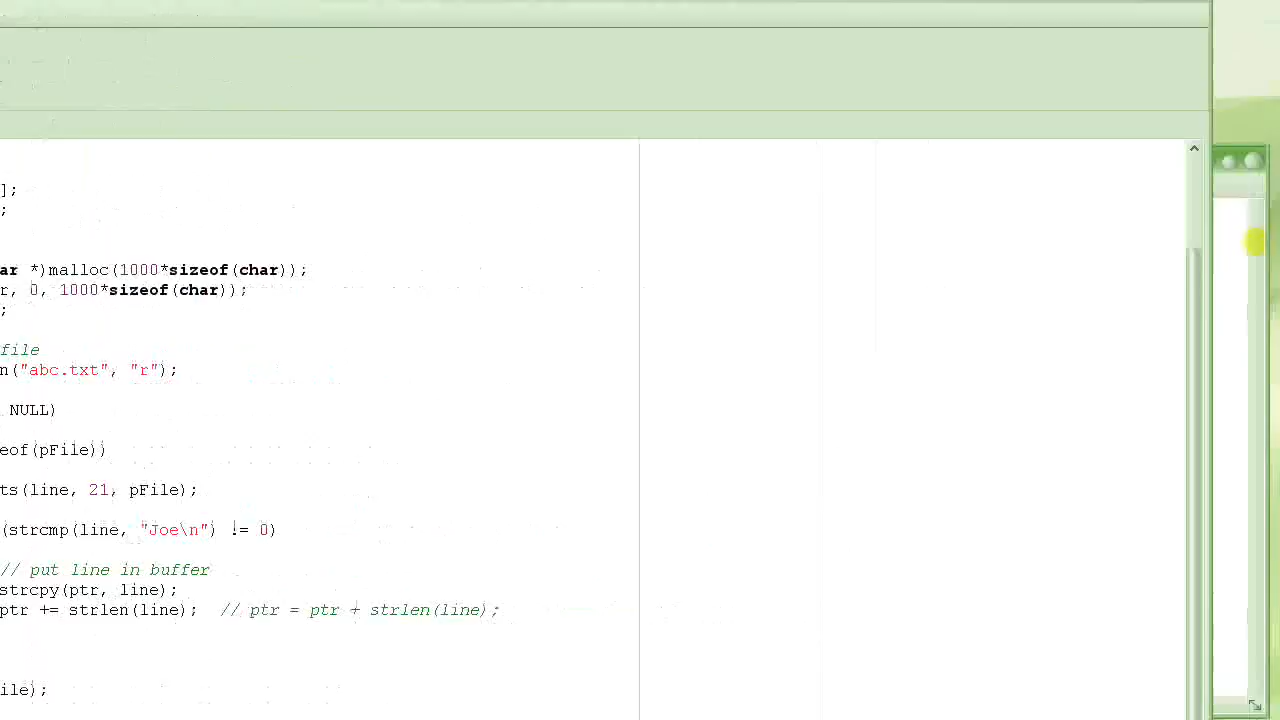 ];
;
ar *)malloc(1000*sizeof(char));
r, 0, 1000*sizeof(char));
;
file
n("abc.txt", "r");
NULL)
eof(pFile))
ts(line, 21, pFile);
(strcmp(line, "Joe\n") != 0)
// put line in buffer
strcpy(ptr, line);
ptr += strlen(line);  // ptr = ptr + strlen(line);
ile);